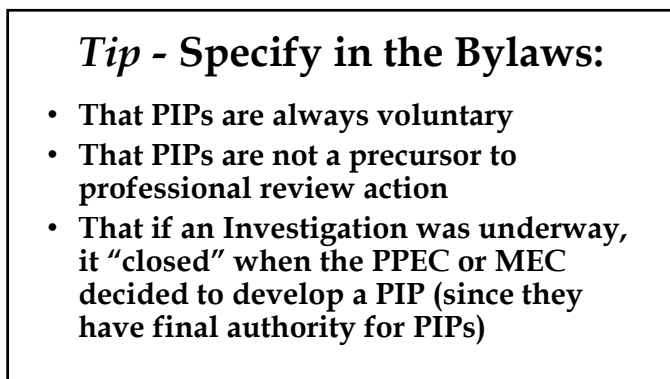 Tip - Specify in the Bylaws:
• That PIPs are always voluntary
• That PIPs are not a precursor to
professional review action
• That if an Investigation was underway,
it “closed” when the PPEC or MEC
decided to develop a PIP (since they
have final authority for PIPs)